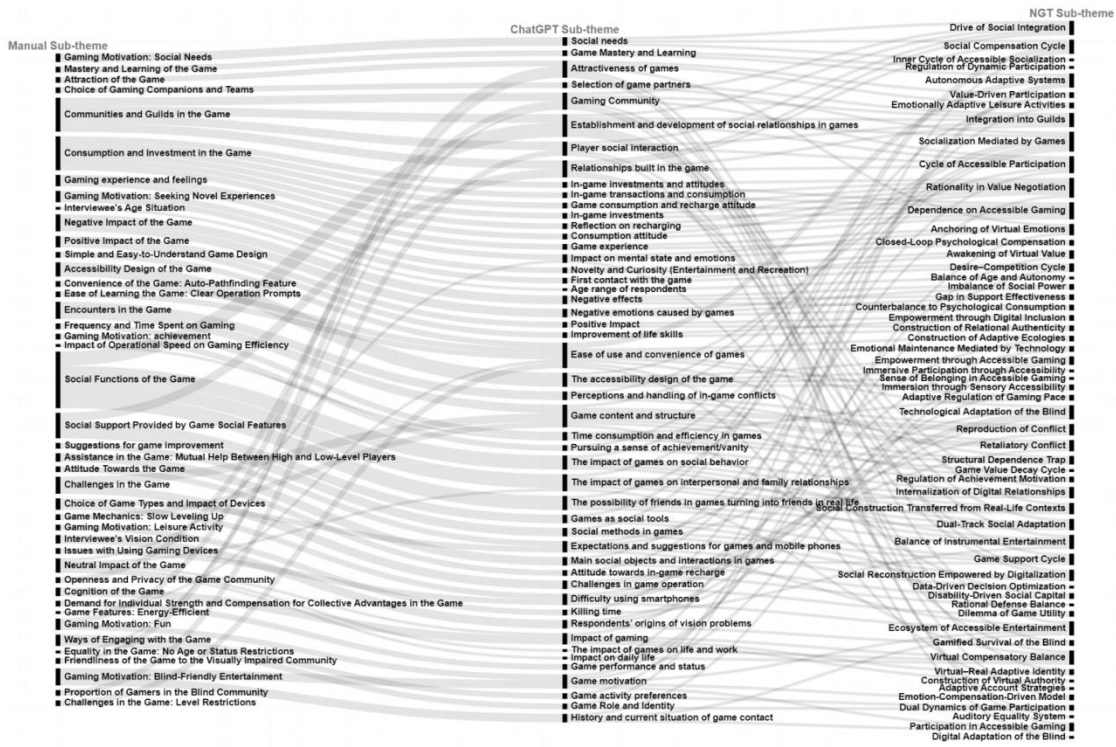 Manual Sub-theme
Gaming Motivation: Social Needs
Mastery and Learning of the Game
Attraction of the Game
Choice of Gaming Companions and Teams
Communities and Guilds in the Game
Consumption and Investment in the Game
Gaming experience and feelings
Gaming Motivation: Seeking Novel Experiences
Interviewee's Age Situation
Negative Impact of the Game
Positive Impact of the Game
Simple and Easy-to-Understand Game Design
Accessibility Design of the Game
Convenience of the Game: Auto-Pathfinding Feature
Ease of Learning the Game: Clear Operation Prompts
Encounters in the Game
Frequency and Time Spent on Gaming
Gaming Motivation: achievement
Impact of Operational Speed on Gaming Efficiency
Social Functions of the Game
Social Support Provided by Game Social Features
Suggestions for game improvement
Assistance in the Game: Mutual Help Between High and Low-Level Players
Attitude Towards the Game
Challenges in the Game
Choice of Game Types and Impact of Devices
Game Mechanics: Slow Leveling Up
Gaming Motivation: Leisure Activity
Interviewee's Vision Condition
Issues with Using Gaming Devices
Neutral Impact of the Game
Openness and Privacy of the Game Community
Cognition of the Game
Demand for Individual Strength and Compensation for Collective Advantages in the Game
Game Features: Energy-Efficient
Gaming Motivation: Fun
Ways of Engaging with the Game
Equality in the Game: No Age or Status Restrictions
Friendliness of the Game to the Visually Impaired Community
Gaming Motivation: Blind-Friendly Entertainment
Proportion of Gamers in the Blind Community
Challenges in the Game: Level Restrictions
ChatGPT Sub-theme
Social needs
Game Mastery and Learning
Attractiveness of games
Selection of game partners
Gaming Community
Establishment and development of social relationships in games
Player social interaction
Relationships built in the game
In-game investments and attitudes
In-game transactions and consumption
Game consumption and recharge attitude
In-game investments
Reflection on recharging
Consumption attitude
Game experience
Impact on mental state and emotions
Novelty and Curiosity (Entertainment and Recreation)
First contact with the game
Age range of respondents
Negative effects
Negative emotions caused by games
Positive Impact
Improvement of life skills
Ease of use and convenience of games
The accessibility design of the game
Perceptions and handling of in-game conflicts
Game content and structure
Time consumption and efficiency in games
Pursuing a sense of achievement/vanity
The impact of games on social behavior
The impact of games on interpersonal and family relationships
The possibility of friends in games turning into friends in real life
Games as social tools
Social methods in games
Expectations and suggestions for games and mobile phones
Main social objects and interactions in games
Attitude towards in-game recharge
Challenges in game operation
Difficulty using smartphones
Killing time
Respondents' origins of vision problems
Impact of gaming
The impact of games on life and work
Impact on daily life
Game performance and status
Game motivation
Game activity preferences
Game Role and Identity
History and current situation of game contact
NGT Sub-theme
Drive of Social Integration
Social Compensation Cycle
Inner Cycle of Accessible Socialization
Regulation of Dynamic Participation
Autonomous Adaptive Systems
Value-Driven Participation
Emotionally Adaptive Leisure Activities
Integration into Guilds
Socialization Mediated by Games
Cycle of Accessible Participation
Rationality in Value Negotiation
Dependence on Accessible Gaming
Anchoring of Virtual Emotions
Closed-Loop Psychological Compensation
Awakening of Virtual Value
Desire–Competition Cycle
Balance of Age and Autonomy
Imbalance of Social Power
Gap in Support Effectiveness
Counterbalance to Psychological Consumption
Empowerment through Digital Inclusion
Construction of Relational Authenticity
Construction of Adaptive Ecologies
Emotional Maintenance Mediated by Technology
Empowerment through Accessible Gaming
Immersive Participation through Accessibility
Sense of Belonging in Accessible Gaming
Immersion through Sensory Accessibility
Adaptive Regulation of Gaming Pace
Technological Adaptation of the Blind
Reproduction of Conflict
Retaliatory Conflict
Structural Dependence Trap
Game Value Decay Cycle
Regulation of Achievement Motivation
Internalization of Digital Relationships
Social Construction Transferred from Real-Life Contexts
Dual-Track Social Adaptation
Balance of Instrumental Entertainment
Game Support Cycle
Social Reconstruction Empowered by Digitalization
Data-Driven Decision Optimization
Disability-Driven Social Capital
Rational Defense Balance
Dilemma of Game Utility
Ecosystem of Accessible Entertainment
Gamified Survival of the Blind
Virtual Compensatory Balance
Virtual–Real Adaptive Identity
Construction of Virtual Authority
Adaptive Account Strategies
Emotion-Compensation-Driven Model
Dual Dynamics of Game Participation
Auditory Equality System
Participation in Accessible Gaming
Digital Adaptation of the Blind